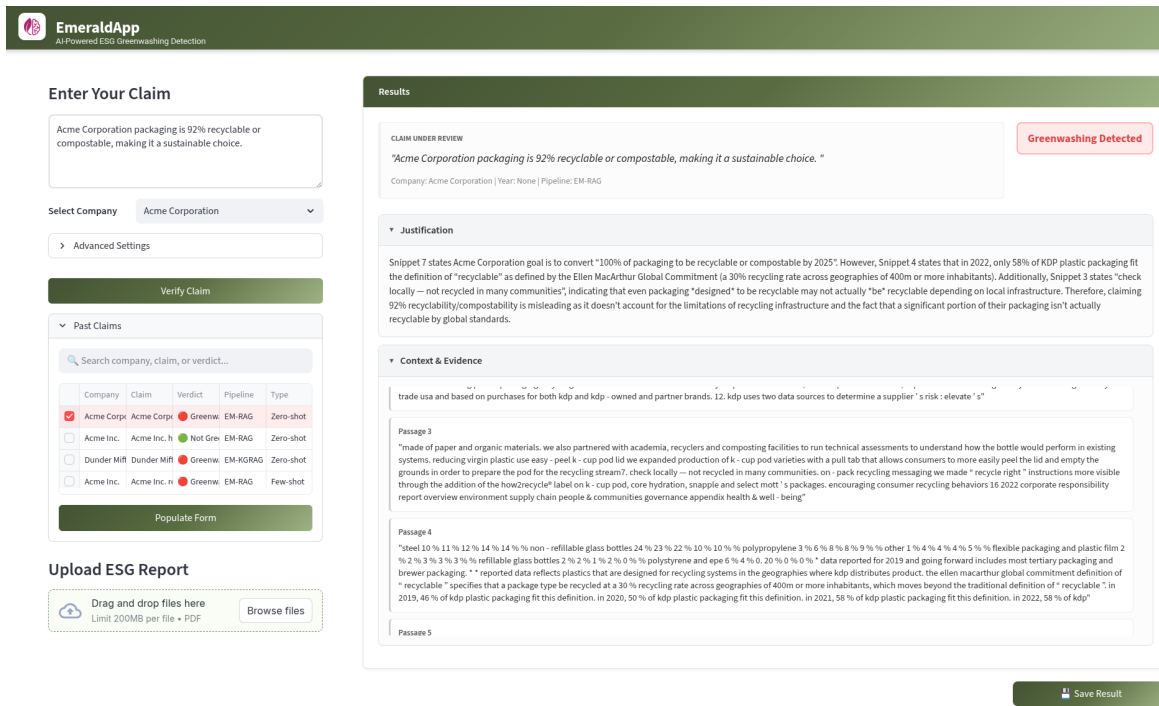 EmeraldApp
AI-Powered ESG Greenwashing Detection
Enter Your Claim
Acme Corporation packaging is 92% recyclable or
compostable, making it a sustainable choice.
Select Company
Acme Corporation
Advanced Settings
Verify Claim
Past Claims
Search company, claim, or verdict...
Company Claim Verdict Pipeline Type
Acme Corpo Acme Corpo Greenw EM-RAG Zero-shot
Acme Inc. Acme Inc. h Not Gree EM-RAG Zero-shot
Dunder Miff Dunder Miff Greenw EM-KGRAG Zero-shot
Acme Inc. Acme Inc. r Greenw EM-RAG Few-shot
Populate Form
Upload ESG Report
Drag and drop files here
Limit 200MB per file • PDF
Browse files
Results
CLAIM UNDER REVIEW
"Acme Corporation packaging is 92% recyclable or compostable, making it a sustainable choice. "
Company: Acme Corporation | Year: None | Pipeline: EM-RAG
Greenwashing Detected
Justification
Snippet 7 states Acme Corporation goal is to convert "100% of packaging to be recyclable or compostable by 2025". However, Snippet 4 states that in 2022, only 58% of KDP plastic packaging fit
the definition of "recyclable" as defined by the Ellen MacArthur Global Commitment (a 30% recycling rate across geographies of 400m or more inhabitants). Additionally, Snippet 3 states "check
locally — not recycled in many communities", indicating that even packaging *designed* to be recyclable may not actually *be* recyclable depending on local infrastructure. Therefore, claiming
92% recyclability/compostability is misleading as it doesn't account for the limitations of recycling infrastructure and the fact that a significant portion of their packaging isn't actually
recyclable by global standards.
Context & Evidence
trade usa and based on purchases for both kdp and kdp - owned and partner brands. 12. kdp uses two data sources to determine a supplier ' s risk : elevate ' s"
Passage 3
"made of paper and organic materials. we also partnered with academia, recyclers and composting facilities to run technical assessments to understand how the bottle would perform in existing
systems. reducing virgin plastic use easy - peel k - cup pod lid we expanded production of k - cup pod varieties with a pull tab that allows consumers to more easily peel the lid and empty the
grounds in order to prepare the pod for the recycling stream7. check locally — not recycled in many communities. on - pack recycling messaging we made " recycle right " instructions more visible
through the addition of the how2recycle® label on k - cup pod, core hydration, snapple and select mott ' s packages. encouraging consumer recycling behaviors 16 2022 corporate responsibility
report overview environment supply chain people & communities governance appendix health & well - being"
Passage 4
"steel 10 % 11 % 12 % 14 % 14 % % non - refillable glass bottles 24 % 23 % 22 % 10 % 10 % % polypropylene 3 % 6 % 8 % 8 % 9 % % other 1 % 4 % 4 % 4 % 5 % % flexible packaging and plastic film 2
% 2 % 3 % 3 % 3 % % refillable glass bottles 2 % 2 % 1 % 2 % 0 % % polystyrene and epe 6 % 4 % 0. 20 % 0 % 0 % * data reported for 2019 and going forward includes most tertiary packaging and
brewer packaging. * * reported data reflects plastics that are designed for recycling systems in the geographies where kdp distributes product. the ellen macarthur global commitment definition of
" recyclable " specifies that a package type be recycled at a 30 % recycling rate across geographies of 400m or more inhabitants, which moves beyond the traditional definition of " recyclable ". in
2019, 46 % of kdp plastic packaging fit this definition. in 2020, 50 % of kdp plastic packaging fit this definition. in 2021, 58 % of kdp plastic packaging fit this definition. in 2022, 58 % of kdp"
Passage 5
Save Result